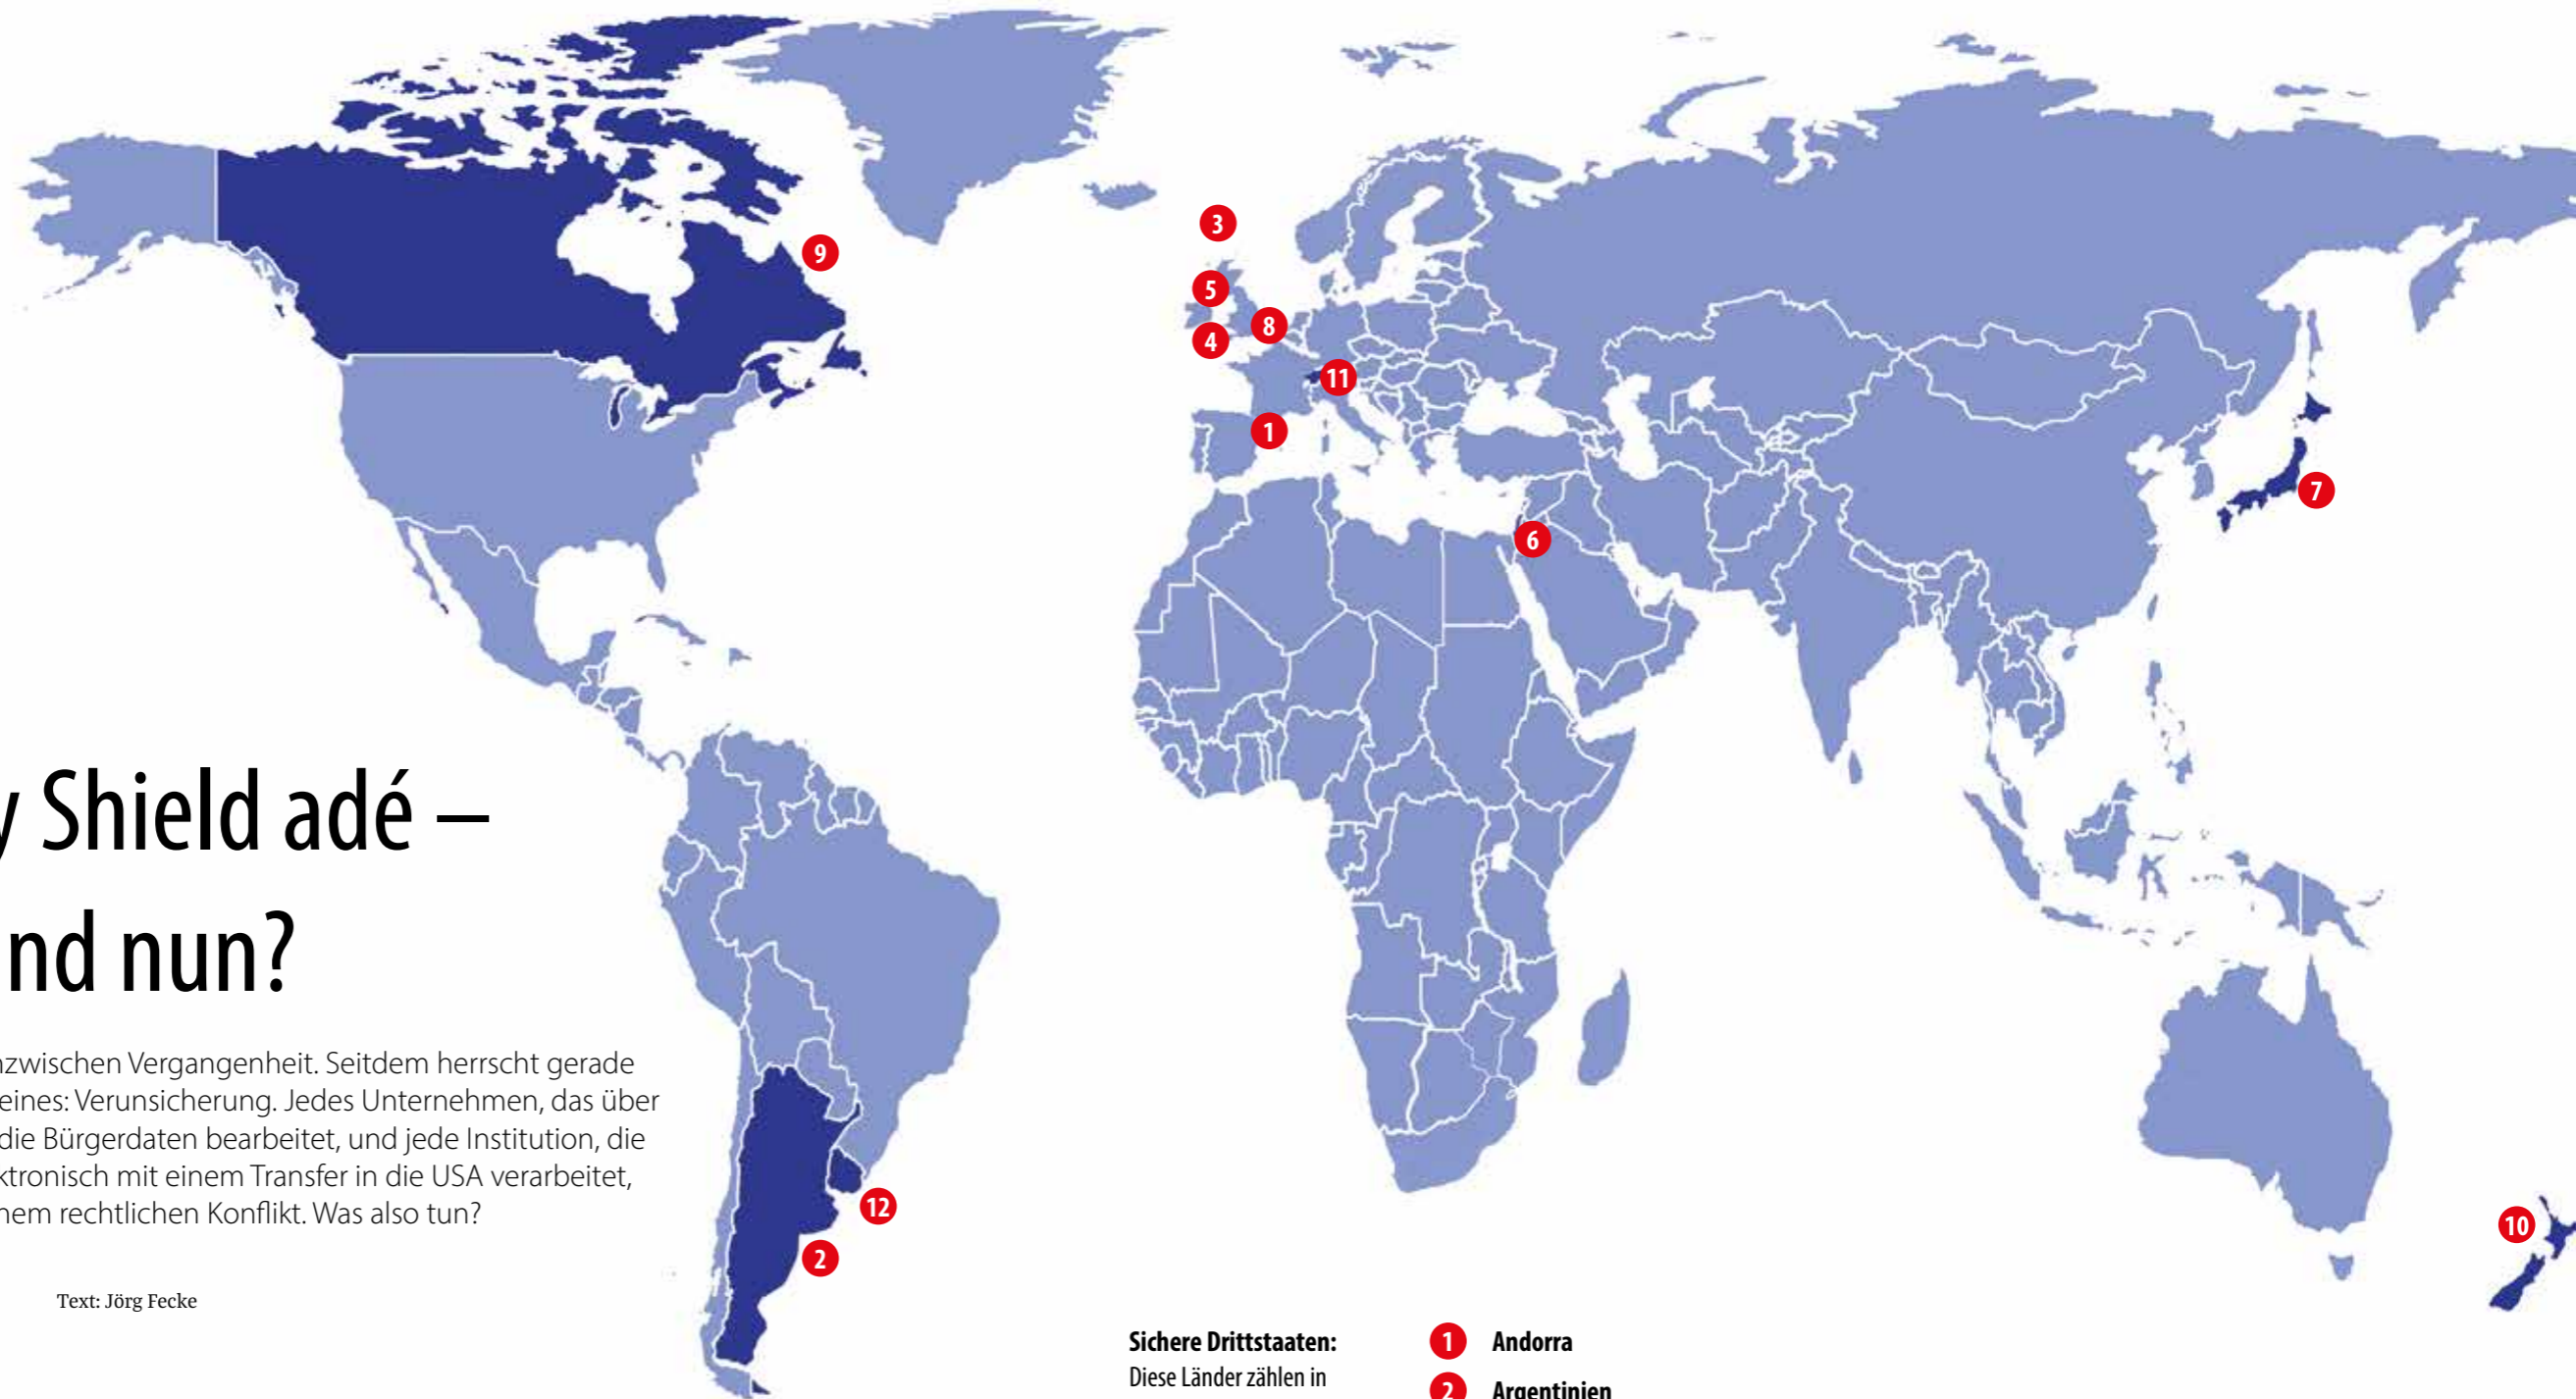 3
9
5
8
4
11
1
7
6
y Shield adé –
nd nun?
nzwischen Vergangenheit. Seitdem herrscht gerade
eines: Verunsicherung. Jedes Unternehmen, das über
die Bürgerdaten bearbeitet, und jede Institution, die
ktronisch mit einem Transfer in die USA verarbeitet,
nem rechtlichen Konflikt. Was also tun?
12
10
2
Text: Jörg Fecke
Sichere Drittstaaten:
Diese Länder zählen in
1 Andorra
2 Argentinien